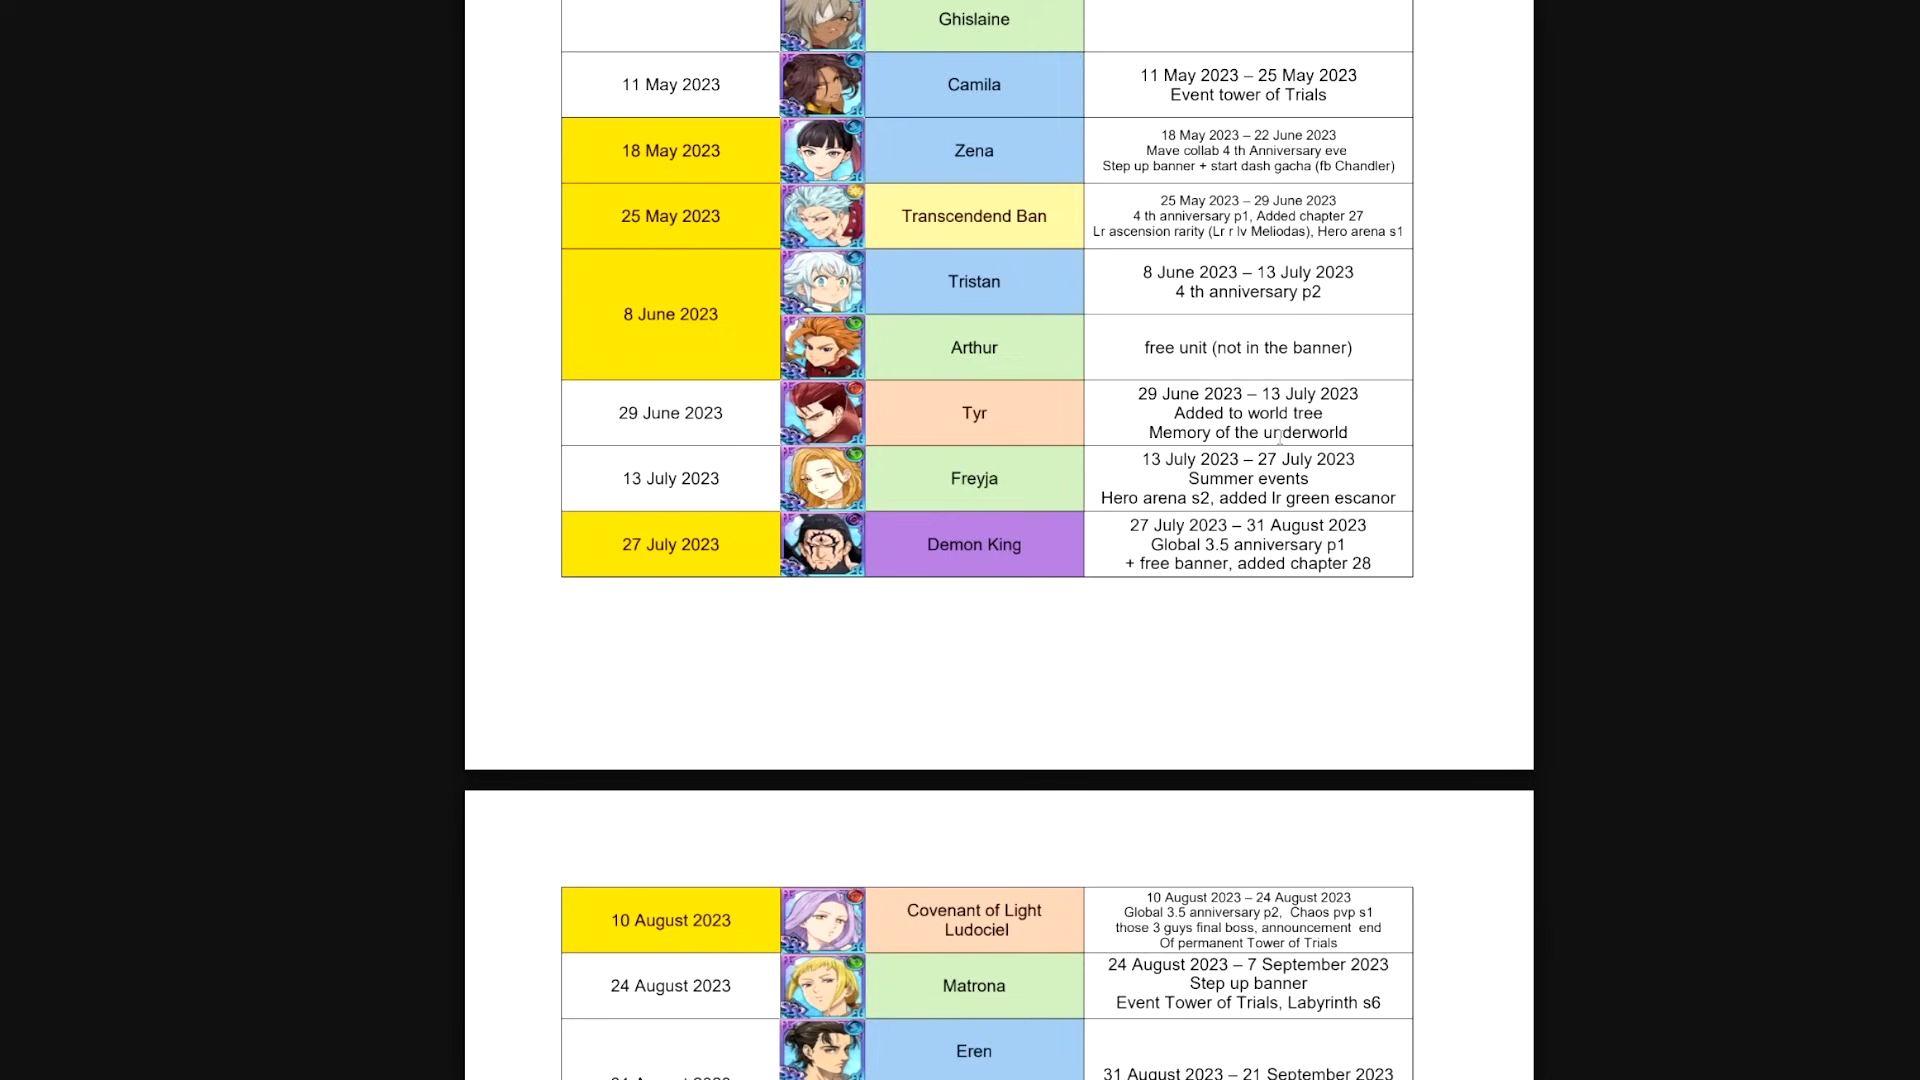 Ghislaine
11 May 2023
Camila
11 May 2023 – 25 May 2023
Event tower of Trials
18 May 2023
Zena
18 May 2023 – 22 June 2023
Mave collab 4 th Anniversary eve
Step up banner + start dash gacha (fb Chandler)
25 May 2023
Transcendend Ban
25 May 2023 – 29 June 2023
4 th anniversary p1, Added chapter 27
Lr ascension rarity (Lr r lv Meliodas), Hero arena s1
8 June 2023
Tristan
8 June 2023 – 13 July 2023
4 th anniversary p2
Arthur
free unit (not in the banner)
29 June 2023
Tyr
29 June 2023 – 13 July 2023
Added to world tree
Memory of the underworld
13 July 2023
Freyja
13 July 2023 – 27 July 2023
Summer events
Hero arena s2, added lr green escanor
27 July 2023
Demon King
27 July 2023 – 31 August 2023
Global 3.5 anniversary p1
+ free banner, added chapter 28
10 August 2023
Covenant of Light
Ludociel
10 August 2023 – 24 August 2023
Global 3.5 anniversary p2, Chaos pvp s1
those 3 guys final boss, announcement end
Of permanent Tower of Trials
24 August 2023
Matrona
24 August 2023 – 7 September 2023
Step up banner
Event Tower of Trials, Labyrinth s6
Eren
31 August 2023 – 21 September 2023